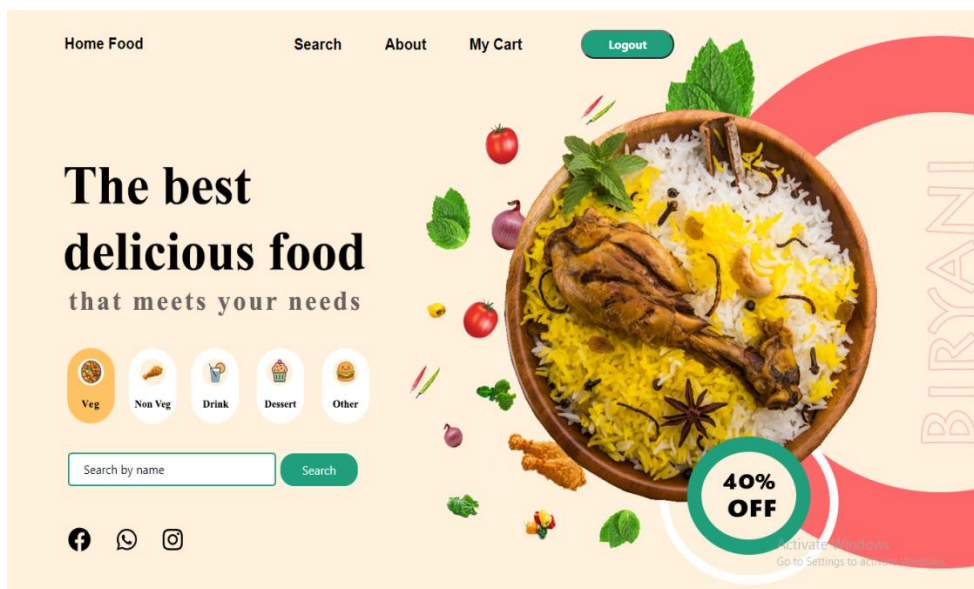 Home Food
Search
About
My Cart
Logout
The best
delicious food
that meets your needs
Veg
Non Veg
Drink
Dessert
Other
Search by name
Search
BIRYANI
40%
OFF
Activate Windows
Go to Settings to activate Windows.